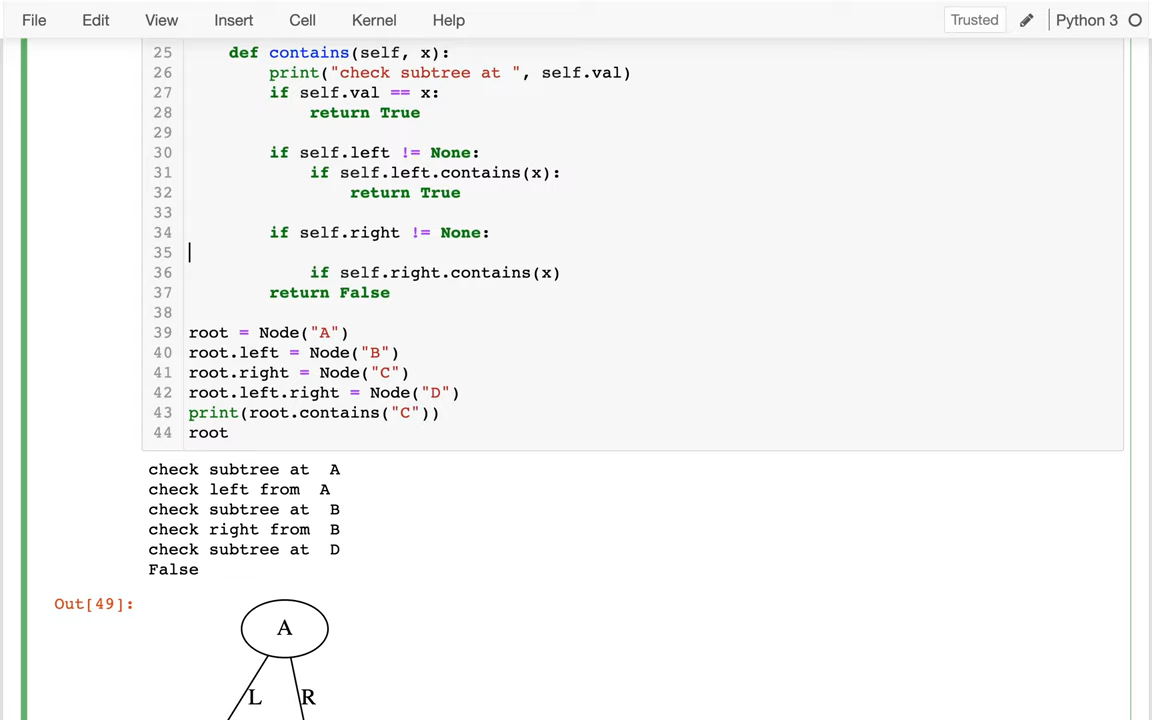 File Edit View Insert Cell Kernel Help Trusted Python 3
25 def contains(self, x):
26 print("check subtree at ", self.val)
27 if self.val == x:
28 return True
29
30 if self.left != None:
31 if self.left.contains(x):
32 return True
33
34 if self.right != None:
35
36 if self.right.contains(x)
37 return False
38
39 root = Node("A")
40 root.left = Node("B")
41 root.right = Node("C")
42 root.left.right = Node("D")
43 print(root.contains("C"))
44 root
check subtree at  A
check left from  A
check subtree at  B
check right from  B
check subtree at  D
False
Out[49]:
A
L R